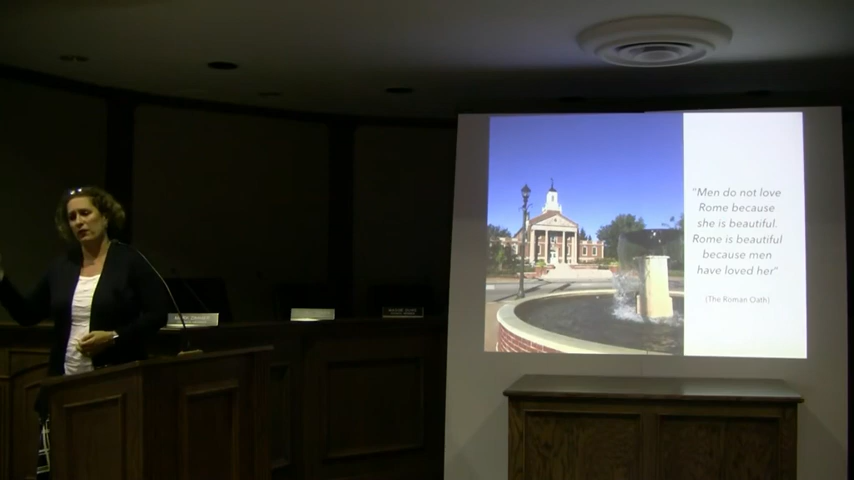 "Men do not love
Rome because
she is beautiful.
Rome is beautiful
because men
have loved her"
(The Roman Oath)